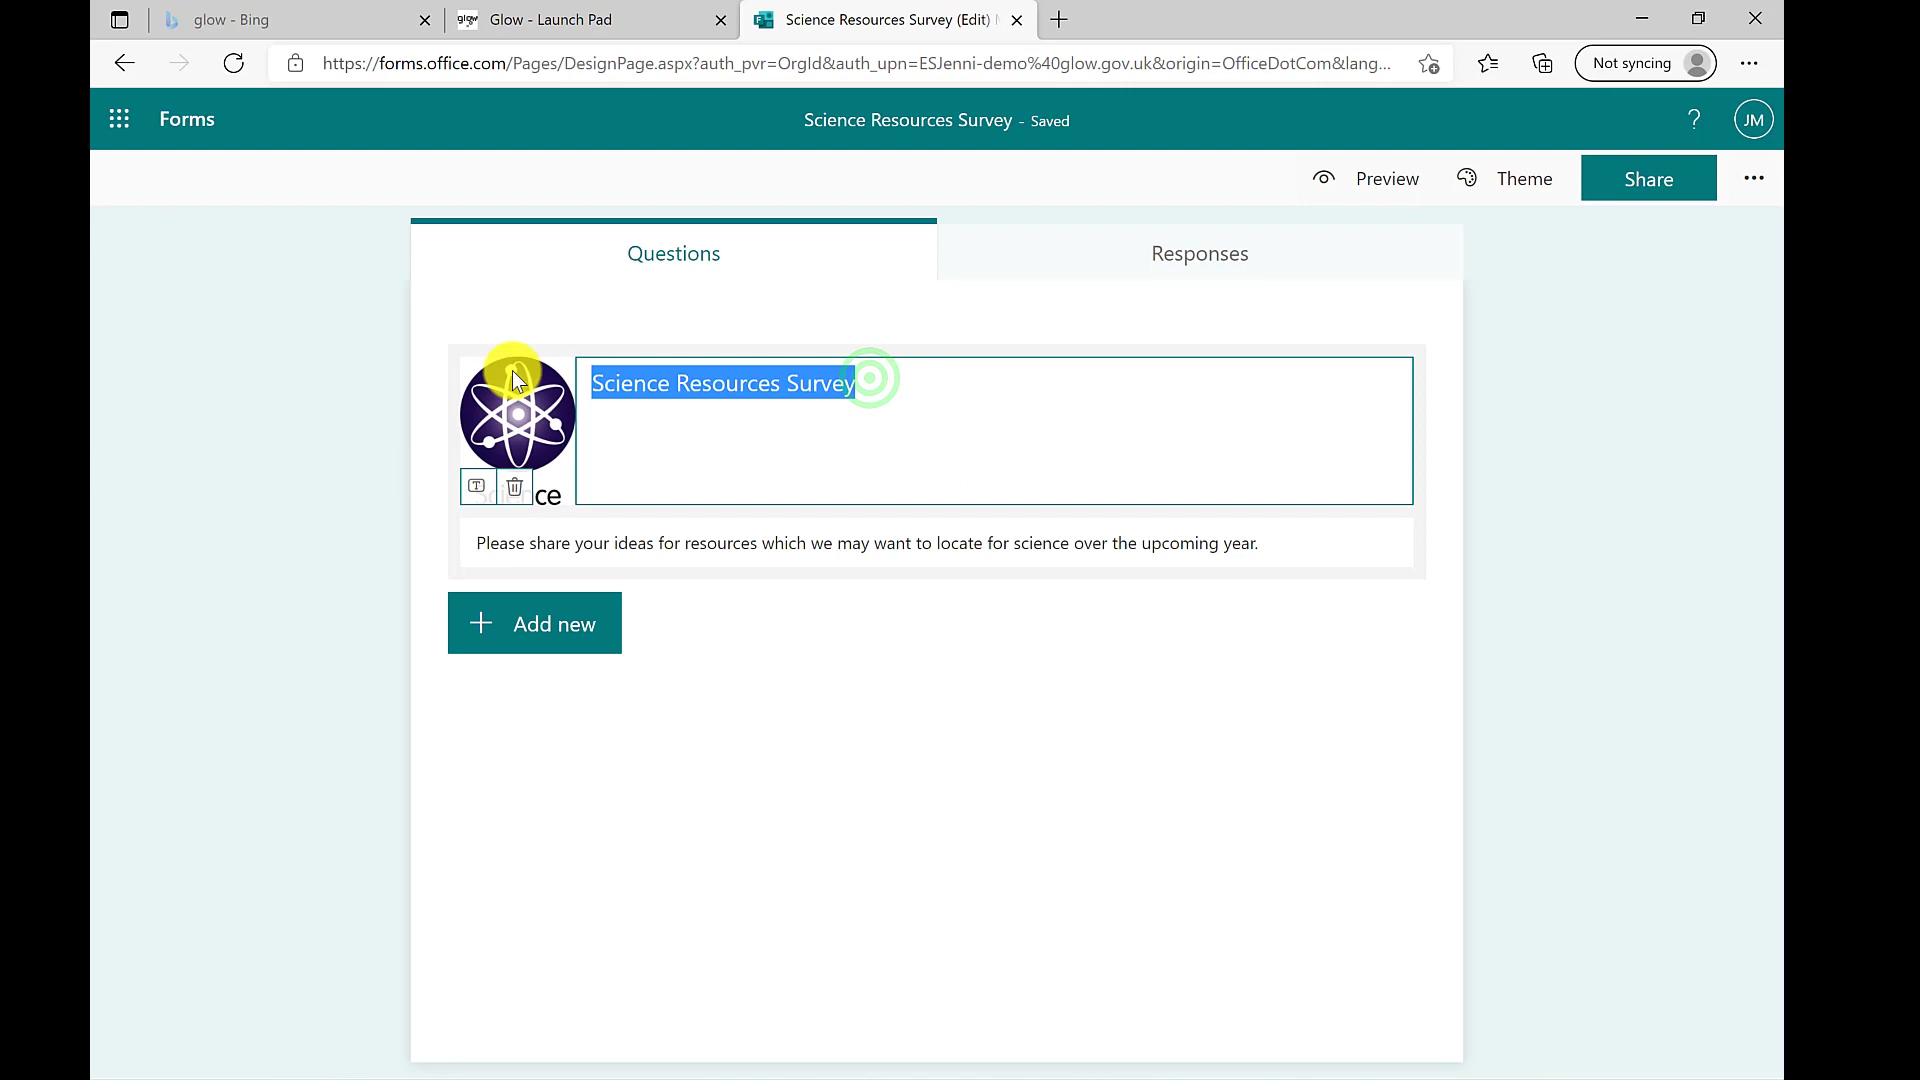 glow - Bing
glow
Glow - Launch Pad
Science Resources Survey (Edit)
https://forms.office.com/Pages/DesignPage.aspx?auth_pvr=OrgId&auth_upn=ESJenni-demo%40glow.gov.uk&origin=OfficeDotCom&lang...
Not syncing
Forms
Science Resources Survey - Saved
?
JM
Preview
Theme
Share
Questions
Responses
Science Resources Survey
ce
Please share your ideas for resources which we may want to locate for science over the upcoming year.
Add new